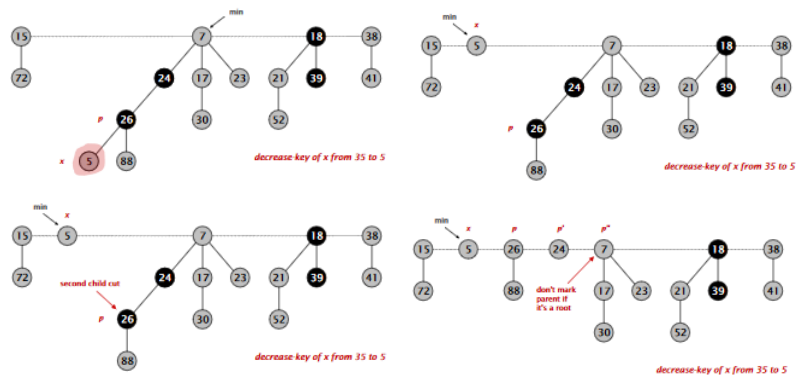 min
15 7 18 38
72 24 17 23 21 39 41
p 26 30 52
x 5 88
decrease-key of x from 35 to 5
min x
15 5 7 18 38
72 24 17 23 21 39 41
p 26 30 52
88
decrease-key of x from 35 to 5
min x
15 5 7 18 38
second child cut
72 24 17 23 21 39 41
p 26 30 52
88
decrease-key of x from 35 to 5
min x p p' p"
15 5 26 24 7 18 38
don't mark
parent if
it's a root
72 88 17 23 21 39 41
30 52
decrease-key of x from 35 to 5